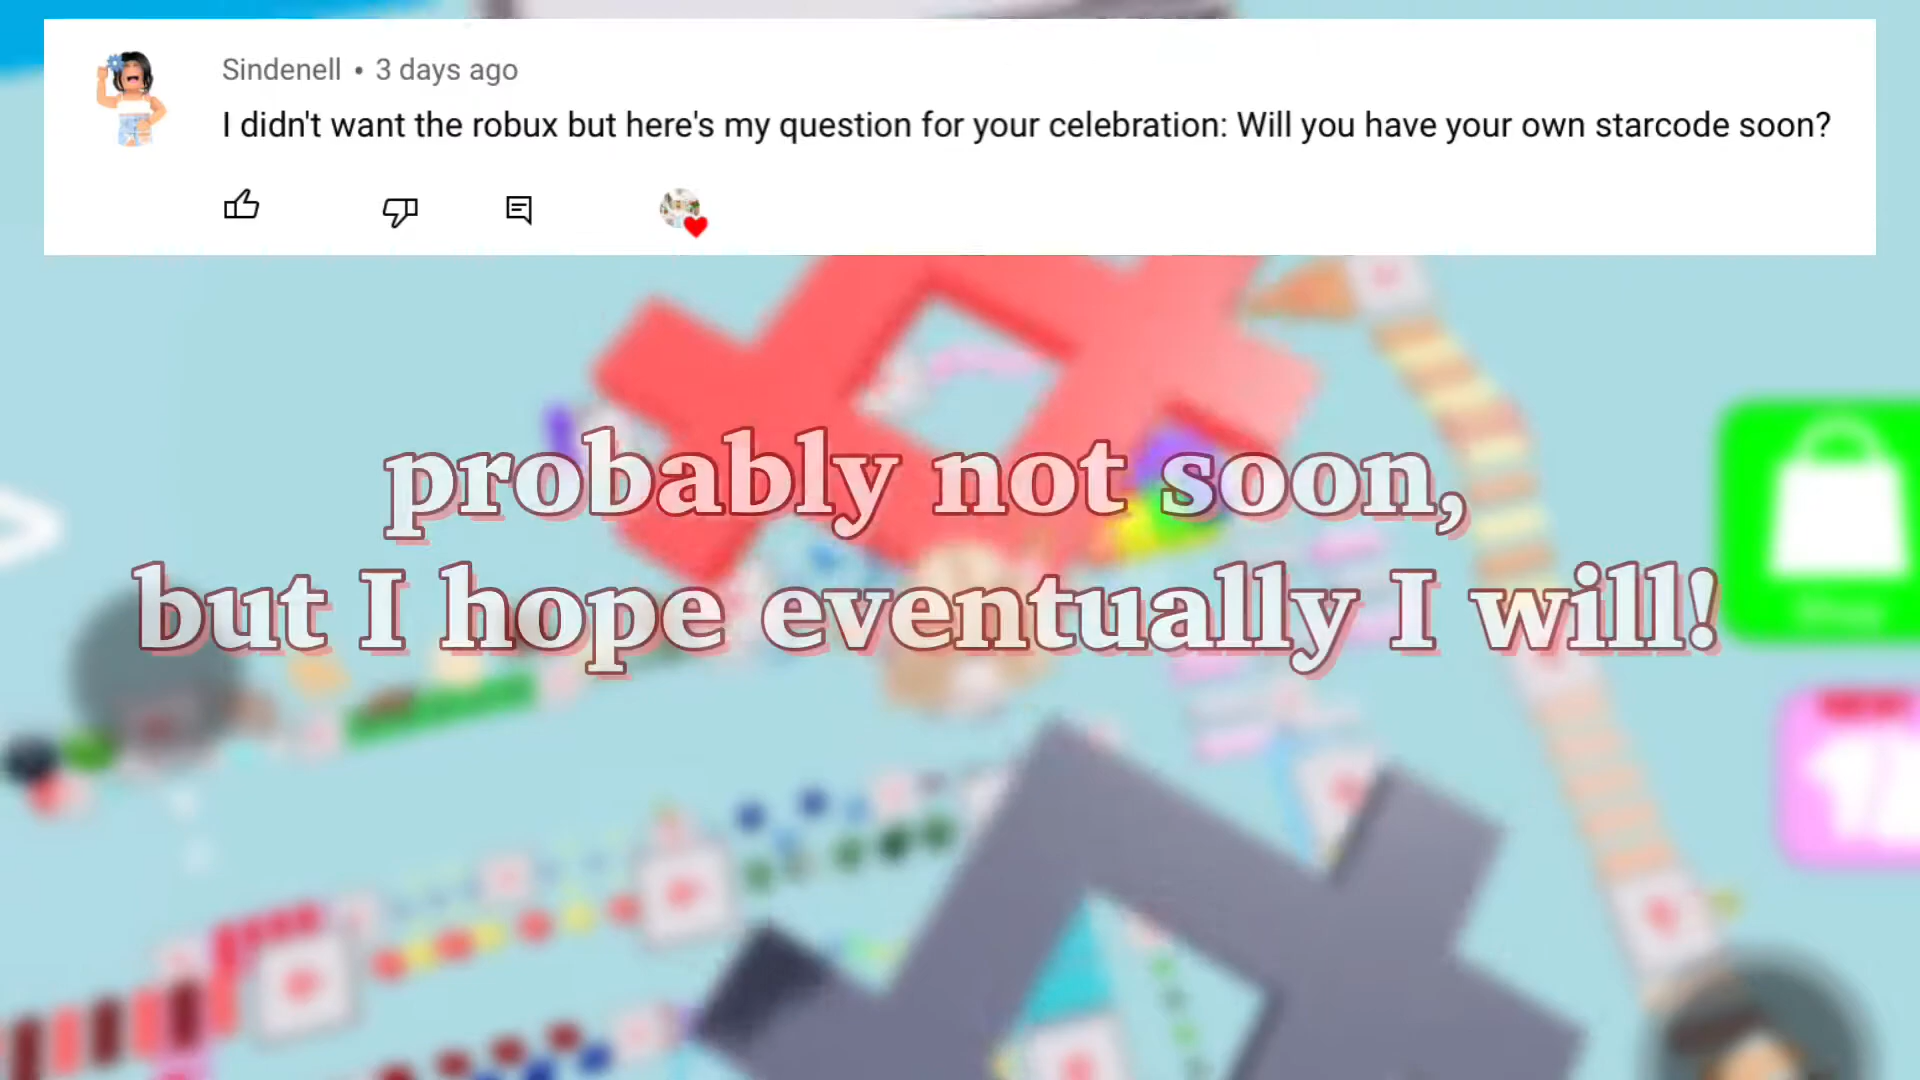 Sindenell • 3 days ago
I didn't want the robux but here's my question for your celebration: Will you have your own starcode soon?
probably not soon,
but I hope eventually I will!